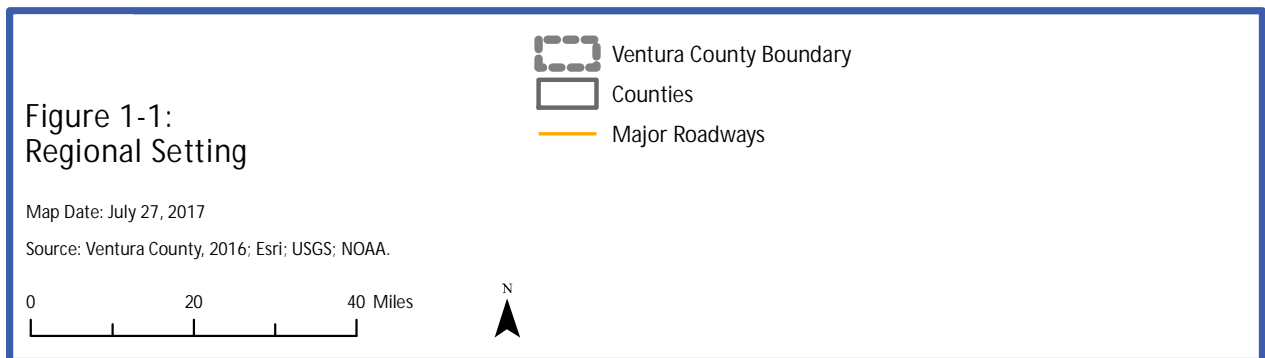 Figure 1-1:
Regional Setting
Map Date: July 27, 2017
Source: Ventura County, 2016; Esri; USGS; NOAA.
0 20 40 Miles
N
Ventura County Boundary
Counties
Major Roadways